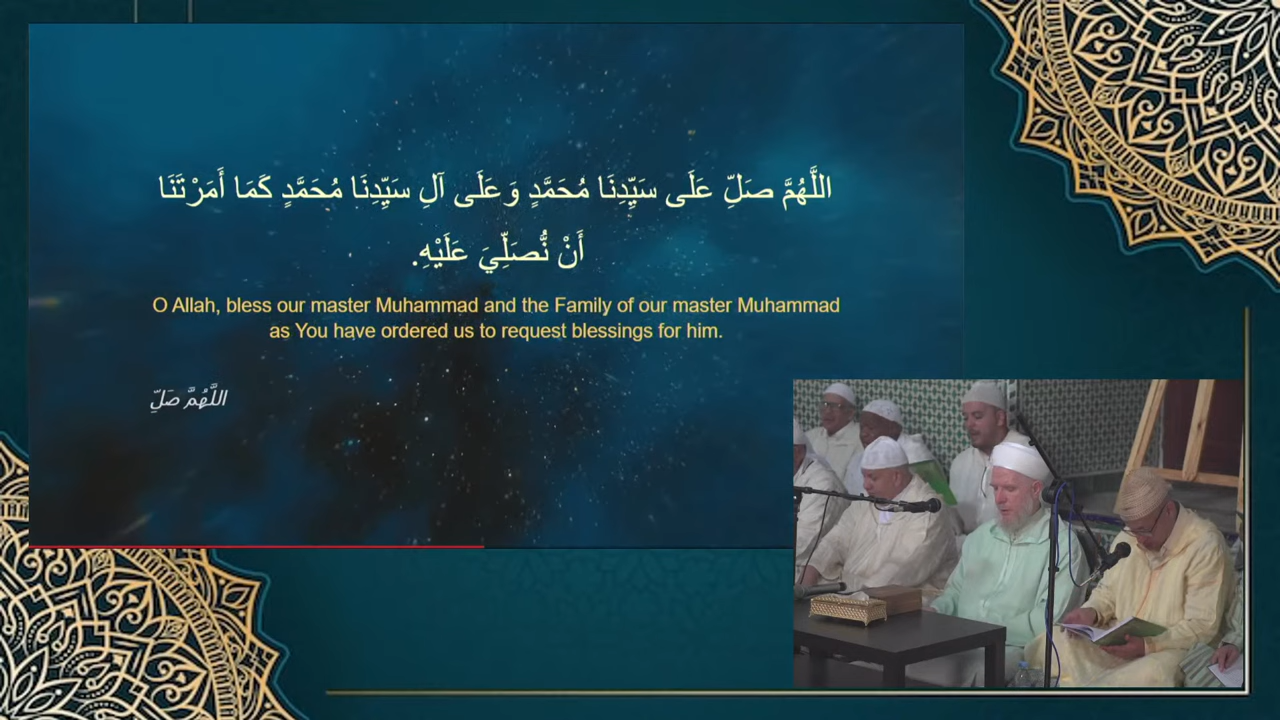 اللَّهُمَّ صَلِّ عَلَى سَيِّدِنَا مُحَمَّدٍ وَعَلَى آلِ سَيِّدِنَا مُحَمَّدٍ كَمَا أَمَرْتَنَا
أَنْ نُّصَلِّيَ عَلَيْهِ.
O Allah, bless our master Muhammad and the Family of our master Muhammad
as You have ordered us to request blessings for him.
اللَّهُمَّ صَلِّ